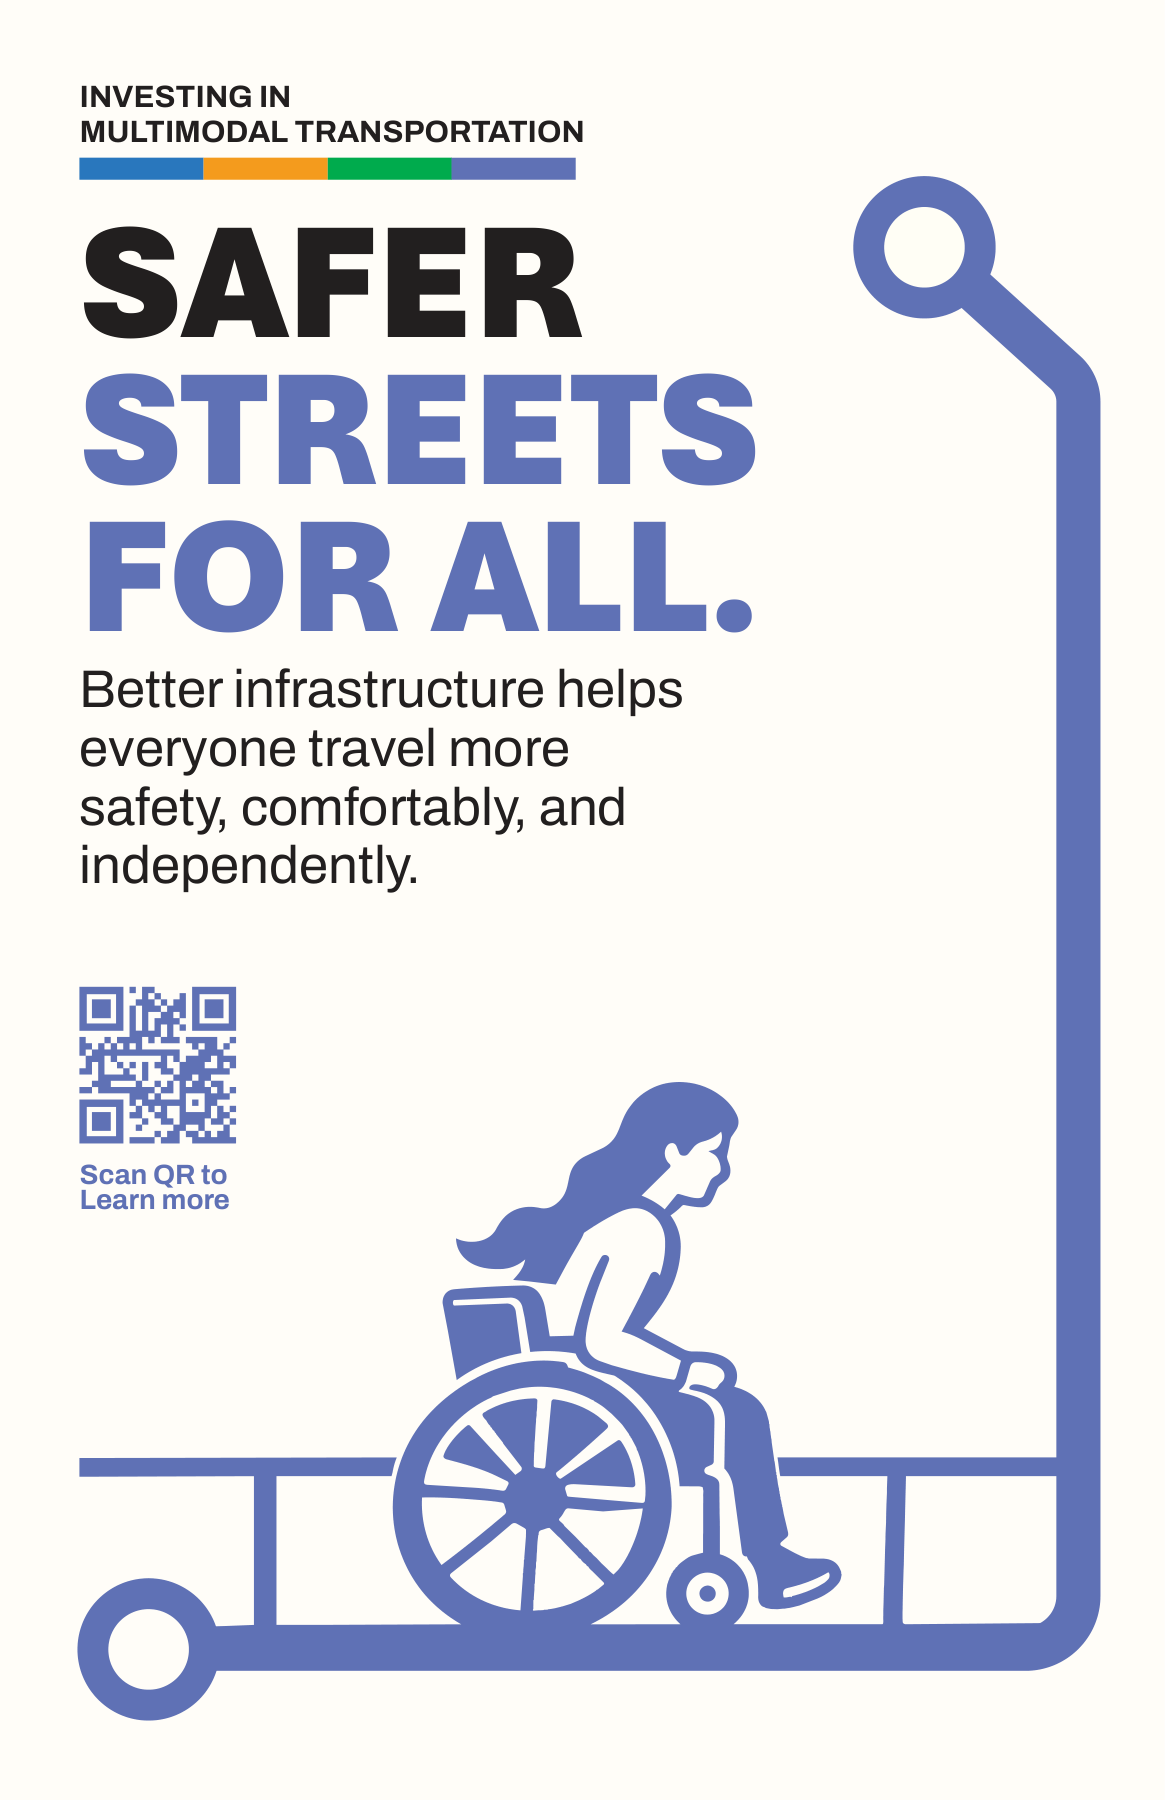 INVESTING IN
MULTIMODAL TRANSPORTATION
SAFER
STREETS
FOR ALL.
Better infrastructure helps
everyone travel more
safety, comfortably, and
independently.
Scan QR to
Learn more